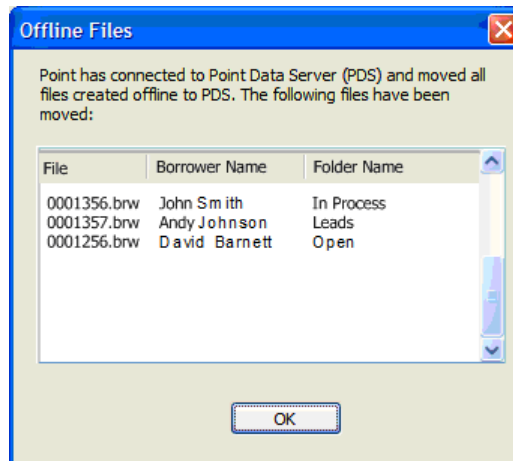 Offline Files
Point has connected to Point Data Server (PDS) and moved all
files created offline to PDS. The following files have been
moved:
File Borrower Name Folder Name
0001356.brw John Smith In Process
0001357.brw Andy Johnson Leads
0001256.brw David Barnett Open
OK